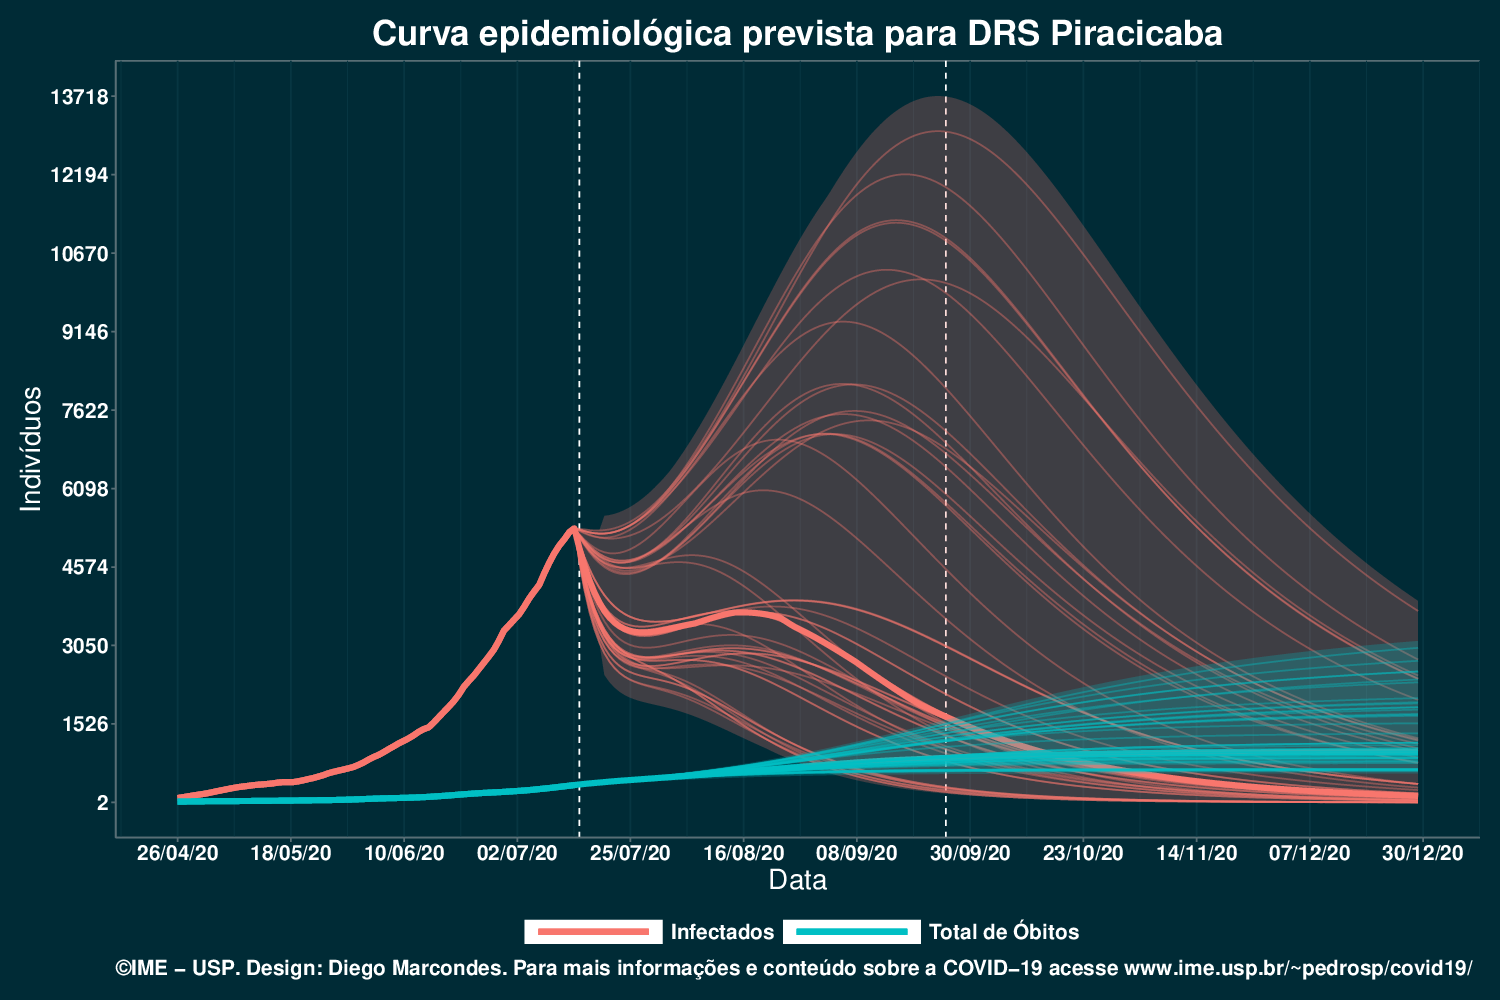 Curva epidemiológica prevista para DRS Piracicaba
13718
12194
10670
9146
7622
6098
4574
3050
1526
2
Indivíduos
26/04/20 18/05/20 10/06/20 02/07/20 25/07/20 16/08/20 08/09/20 30/09/20 23/10/20 14/11/20 07/12/20 30/12/20
Data
Infectados Total de Óbitos
©IME − USP. Design: Diego Marcondes. Para mais informações e conteúdo sobre a COVID−19 acesse www.ime.usp.br/~pedrosp/covid19/